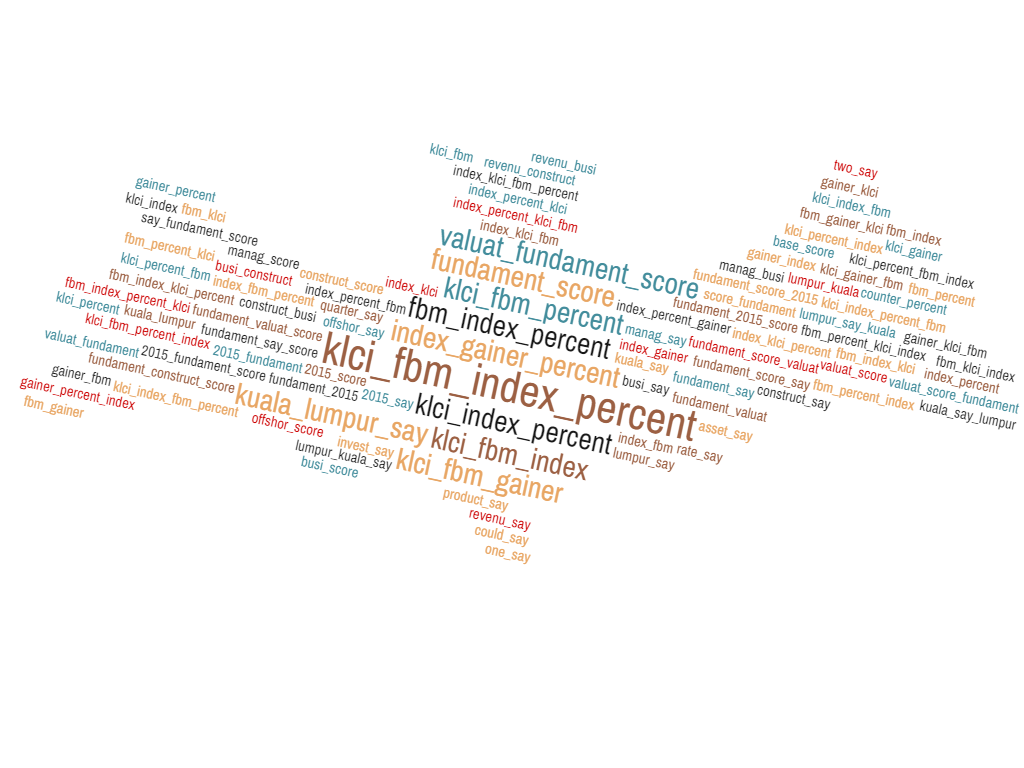 klci_fbm
revenu_busi
revenu_construct
index_klci_fbm_percent
index_percent_klci
index_percent_klci_fbm
index_klci_fbm
two_say
gainer_klci
klci_index_fbm
fbm_gainer_klci
fbm_index
klci_percent_index
klci_gainer
base_score
gainer_index
klci_gainer_fbm
klci_percent_fbm_index
fbm_percent
manag_busi
lumpur_kuala
counter_percent
gainer_percent
klci_index
fbm_klci
say_fundament_score
fbm_percent_klci
manag_score
klci_percent_fbm
busi_construct
construct_score
index_klci
valuat_fundament_score
fundament_score
klci_fbm_percent
fundament_score_2015
klci_index_percent_fbm
score_fundament
fbm_index_klci_percent
index_fbm_percent
index_percent_fbm
fbm_index_percent
index_percent_gainer
fundament_2015_score
lumpur_say_kuala
fbm_index_percent_klci
construct_busi
quarter_say
manag_say
fbm_percent_klci_index
gainer_klci_fbm
klci_percent
kuala_lumpur
fundament_valuat_score
offshor_say
index_gainer_percent
index_gainer
fundament_score_valuat
index_klci_percent
fbm_index_klci
fbm_klci_index
klci_fbm_percent_index
fundament_say_score
klci_fbm_index_percent
kuala_say
fundament_score_say
valuat_score
index_percent
valuat_fundament
2015_fundament_score
2015_fundament
2015_score
busi_say
fundament_say
construct_say
fbm_percent_index
valuat_score_fundament
fundament_construct_score
fundament_2015
2015_say
klci_index_percent
fundament_valuat
kuala_say_lumpur
gainer_fbm
klci_index_fbm_percent
kuala_lumpur_say
klci_fbm_index
index_fbm
rate_say
asset_say
gainer_percent_index
offshor_score
invest_say
klci_fbm_gainer
lumpur_say
fbm_gainer
lumpur_kuala_say
busi_score
product_say
revenu_say
could_say
one_say